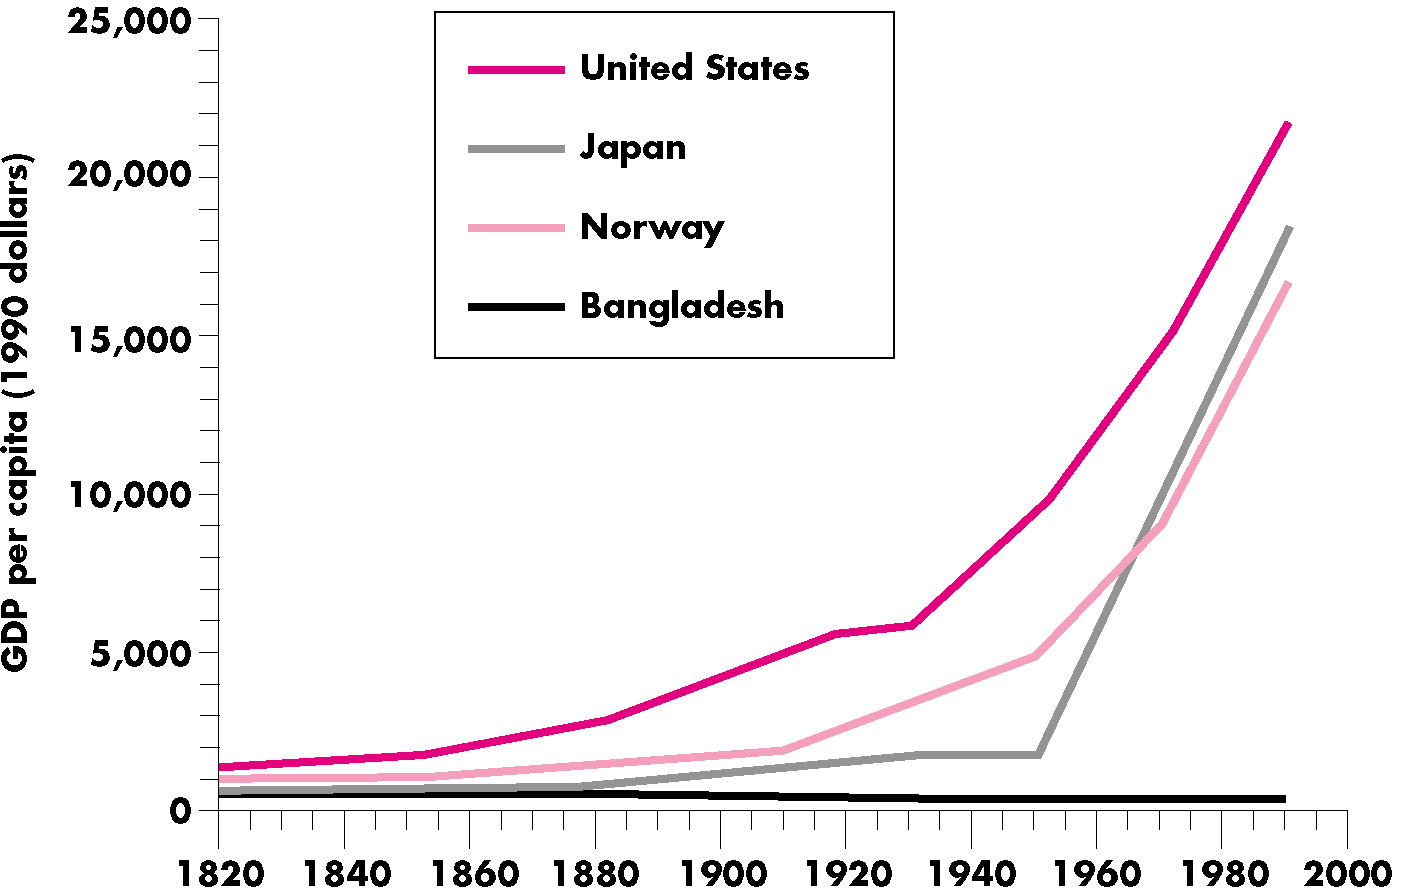 25,000
20,000
15,000
10,000
5,000
0
GDP per capita (1990 dollars)
United States
Japan
Norway
Bangladesh
1820 1840 1860 1880 1900 1920 1940 1960 1980 2000